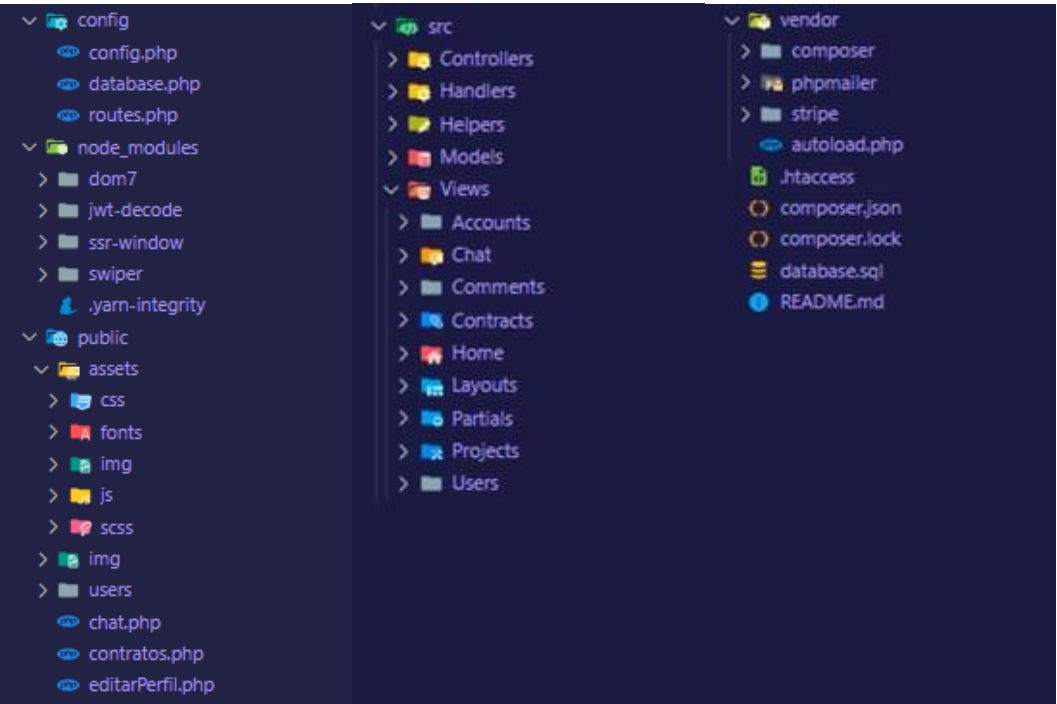 config
config.php
database.php
routes.php
node_modules
dom7
jwt-decode
ssr-window
swiper
.yarn-integrity
public
assets
css
fonts
img
js
scss
img
users
chat.php
contratos.php
editarPerfil.php
src
Controllers
Handlers
Helpers
Models
Views
Accounts
Chat
Comments
Contracts
Home
Layouts
Partials
Projects
Users
vendor
composer
phpmailer
stripe
autoload.php
.htaccess
composer.json
composer.lock
database.sql
README.md